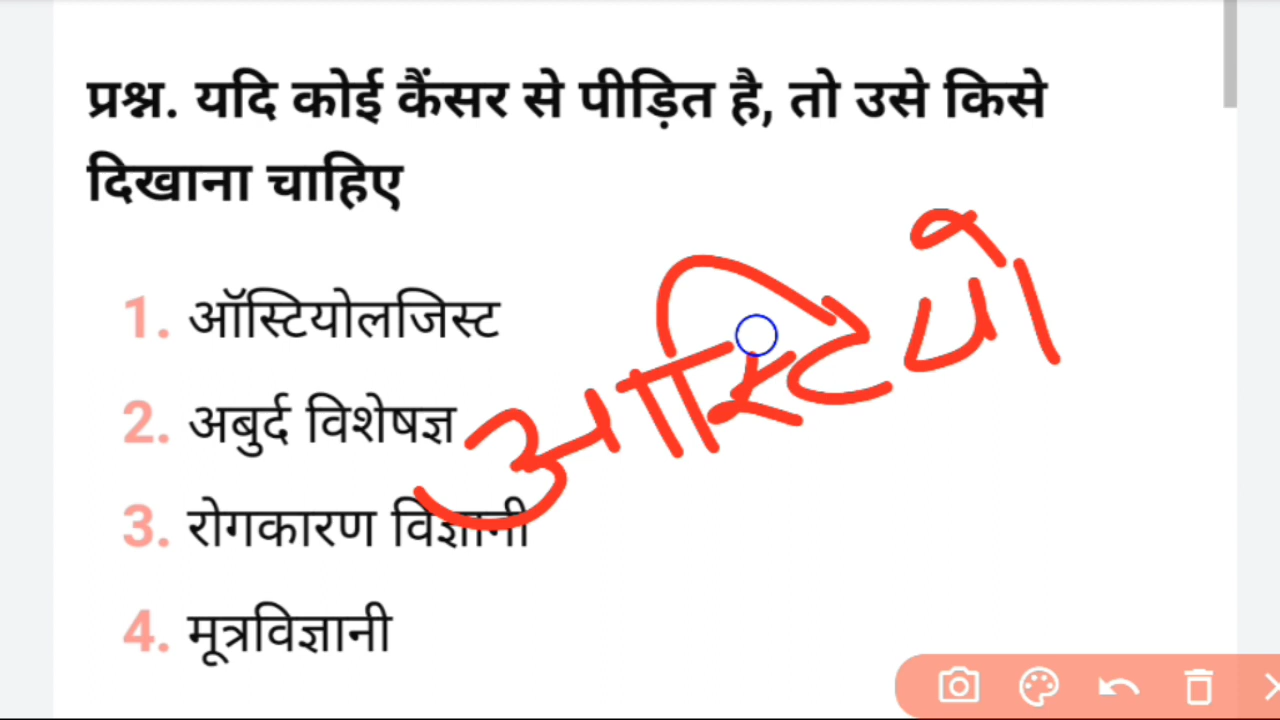 प्रश्न. यदि कोई कैंसर से पीड़ित है, तो उसे किसे
दिखाना चाहिए
1. ऑस्टियोलजिस्ट
2. अबुर्द विशेषज्ञ
3. रोगकारण विज्ञानी
4. मूत्रविज्ञानी
आस्टियो